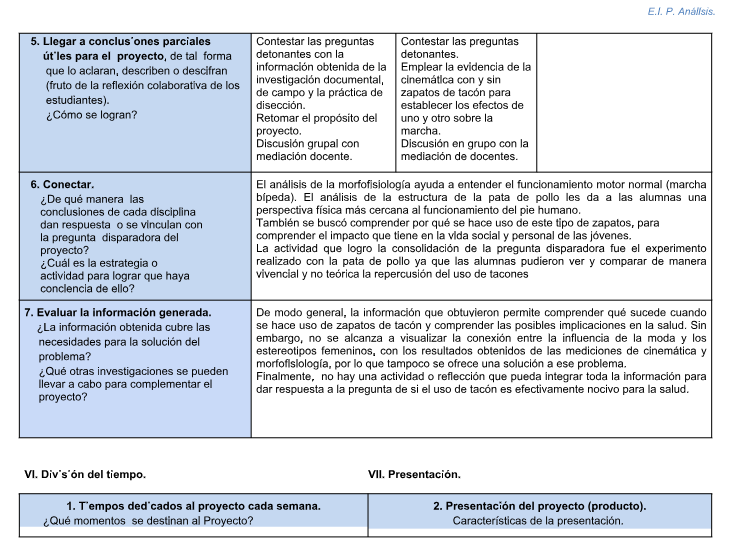 E.I. P. Análisis.
5. Llegar a conclusiones parciales
útiles para el proyecto, de tal forma
que lo aclaran, describen o descifran
(fruto de la reflexión colaborativa de los
estudiantes).
¿Cómo se logran?
Contestar las preguntas
detonantes con la
información obtenida de la
investigación documental,
de campo y la práctica de
disección.
Retomar el propósito del
proyecto.
Discusión grupal con
mediación docente.
Contestar las preguntas
detonantes.
Emplear la evidencia de la
cinemática con y sin
zapatos de tacón para
establecer los efectos de
uno y otro sobre la
marcha.
Discusión en grupo con la
mediación de docentes.
6. Conectar.
¿De qué manera las
conclusiones de cada disciplina
dan respuesta o se vinculan con
la pregunta disparadora del
proyecto?
¿Cuál es la estrategia o
actividad para lograr que haya
conciencia de ello?
El análisis de la morfofisiología ayuda a entender el funcionamiento motor normal (marcha
bípeda). El análisis de la estructura de la pata de pollo les da a las alumnas una
perspectiva física más cercana al funcionamiento del pie humano.
También se buscó comprender por qué se hace uso de este tipo de zapatos, para
comprender el impacto que tiene en la vida social y personal de las jóvenes.
La actividad que logro la consolidación de la pregunta disparadora fue el experimento
realizado con la pata de pollo ya que las alumnas pudieron ver y comparar de manera
vivencial y no teórica la repercusión del uso de tacones
7. Evaluar la información generada.
¿La información obtenida cubre las
necesidades para la solución del
problema?
¿Qué otras investigaciones se pueden
llevar a cabo para complementar el
proyecto?
De modo general, la información que obtuvieron permite comprender qué sucede cuando
se hace uso de zapatos de tacón y comprender las posibles implicaciones en la salud. Sin
embargo, no se alcanza a visualizar la conexión entre la influencia de la moda y los
estereotipos femeninos, con los resultados obtenidos de las mediciones de cinemática y
morfofisiología, por lo que tampoco se ofrece una solución a ese problema.
Finalmente, no hay una actividad o reflección que pueda integrar toda la información para
dar respuesta a la pregunta de si el uso de tacón es efectivamente nocivo para la salud.
VI. División del tiempo.
VII. Presentación.
1. Tiempos dedicados al proyecto cada semana.
¿Qué momentos se destinan al Proyecto?
2. Presentación del proyecto (producto).
Características de la presentación.